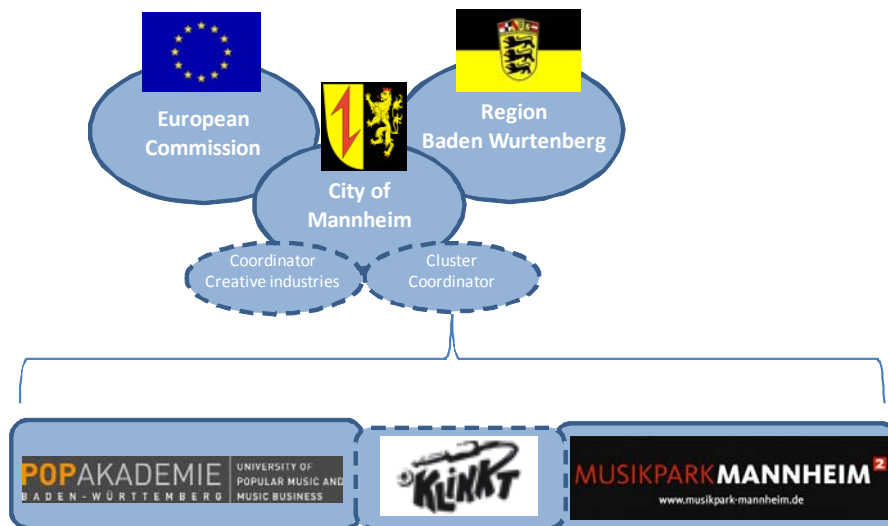 European
Commission
Region
Baden Wurtenberg
City of
Mannheim
Coordinator
Creative industries
Cluster
Coordinator
POPAKADEMIE
BADEN-WÜRTTEMBERG
UNIVERSITY OF
POPULAR MUSIC AND
MUSIC BUSINESS
KLINKT
MUSIKPARKMANNHEIM²
www.musikpark-mannheim.de